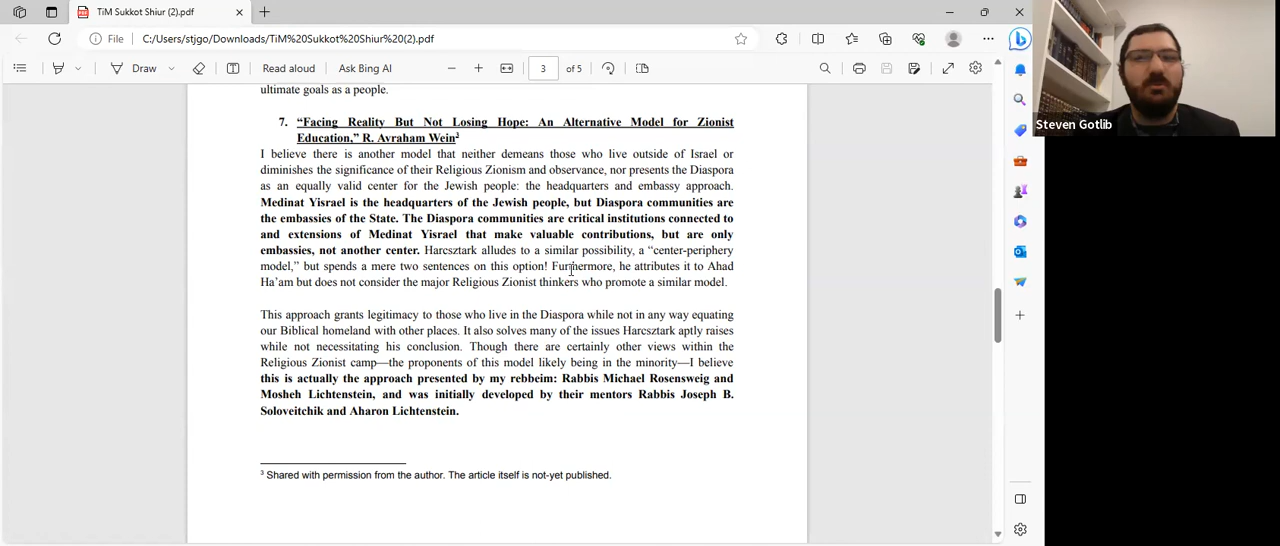 TiM Sukkot Shiur (2).pdf
File
C:/Users/stjgo/Downloads/TiM%20Sukkot%20Shiur%20(2).pdf
Draw
Read aloud
Ask Bing AI
3
of 5
Steven Gotlib
ultimate goals as a people.
7. “Facing Reality But Not Losing Hope: An Alternative Model for Zionist
Education,” R. Avraham Wein³
I believe there is another model that neither demeans those who live outside of Israel or
diminishes the significance of their Religious Zionism and observance, nor presents the Diaspora
as an equally valid center for the Jewish people: the headquarters and embassy approach.
Medinat Yisrael is the headquarters of the Jewish people, but Diaspora communities are
the embassies of the State. The Diaspora communities are critical institutions connected to
and extensions of Medinat Yisrael that make valuable contributions, but are only
embassies, not another center. Harcsztark alludes to a similar possibility, a “center-periphery
model,” but spends a mere two sentences on this option! Furthermore, he attributes it to Ahad
Ha’am but does not consider the major Religious Zionist thinkers who promote a similar model.
This approach grants legitimacy to those who live in the Diaspora while not in any way equating
our Biblical homeland with other places. It also solves many of the issues Harcsztark aptly raises
while not necessitating his conclusion. Though there are certainly other views within the
Religious Zionist camp—the proponents of this model likely being in the minority—I believe
this is actually the approach presented by my rebbeim: Rabbis Michael Rosensweig and
Mosheh Lichtenstein, and was initially developed by their mentors Rabbis Joseph B.
Soloveitchik and Aharon Lichtenstein.
³ Shared with permission from the author. The article itself is not-yet published.